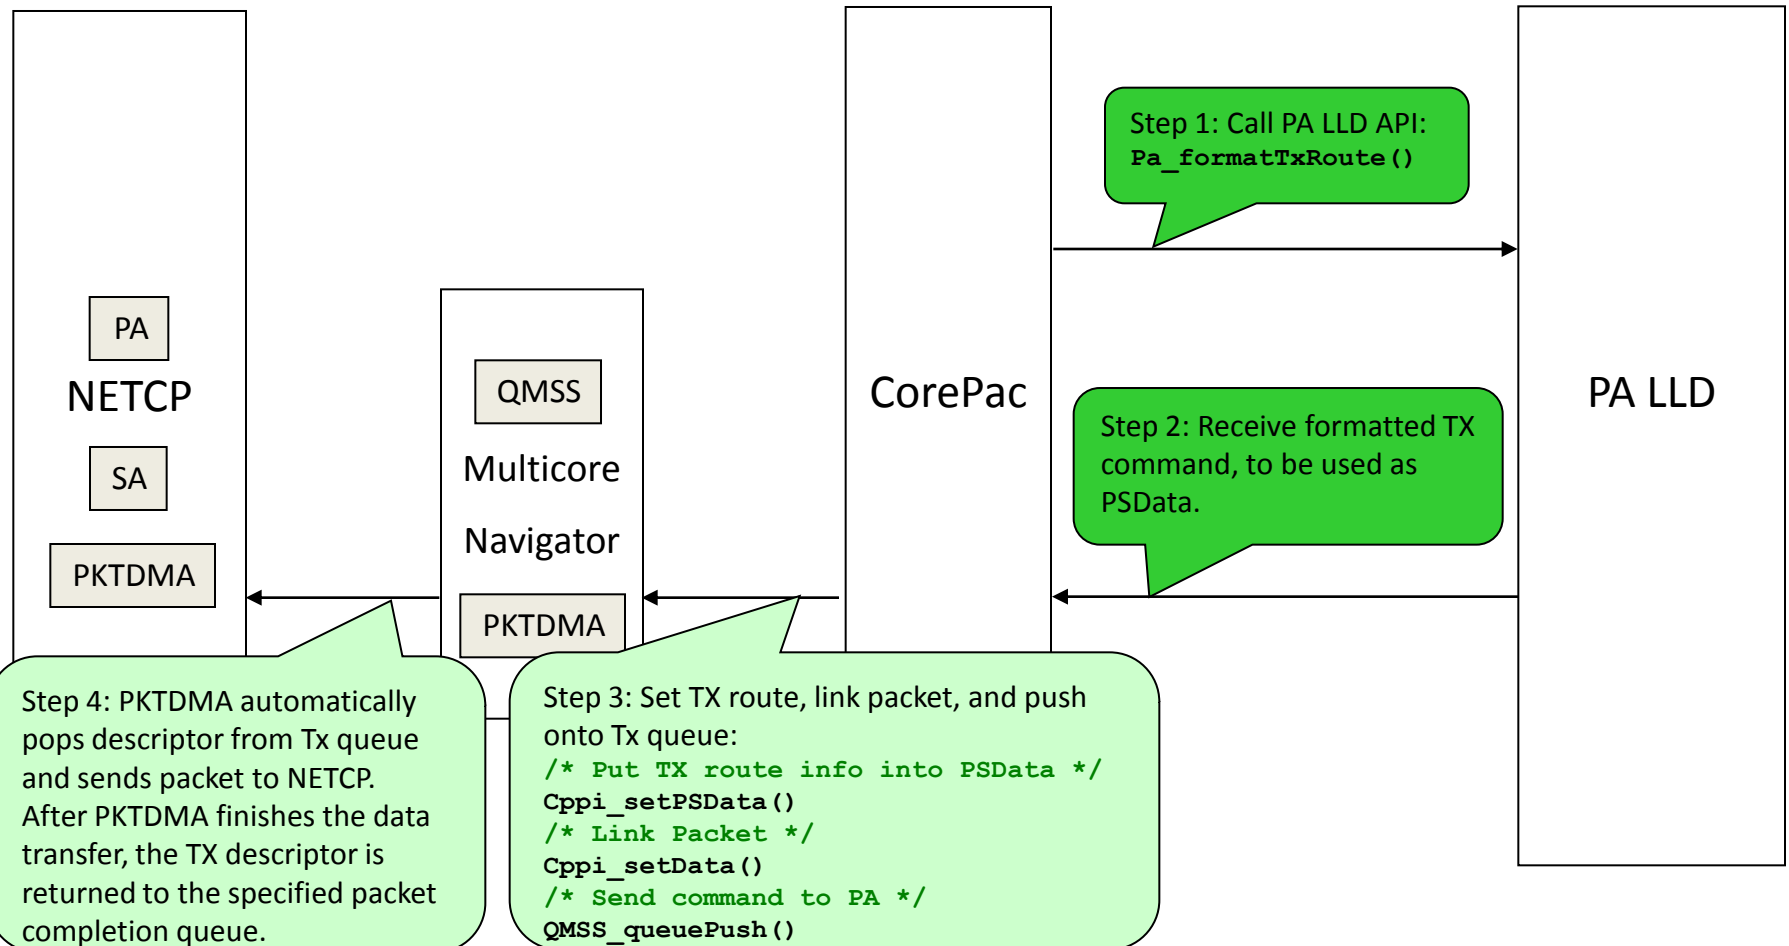 Step 1: Call PA LLD API:
Pa_formatTxRoute()
PA
NETCP
SA
PKTDMA
QMSS
Multicore
Navigator
PKTDMA
CorePac
PA LLD
Step 2: Receive formatted TX
command, to be used as
PSData.
Step 3: Set TX route, link packet, and push
onto Tx queue:
/* Put TX route info into PSData */
Cppi_setPSData()
/* Link Packet */
Cppi_setData()
/* Send command to PA */
QMSS_queuePush()
Step 4: PKTDMA automatically
pops descriptor from Tx queue
and sends packet to NETCP.
After PKTDMA finishes the data
transfer, the TX descriptor is
returned to the specified packet
completion queue.